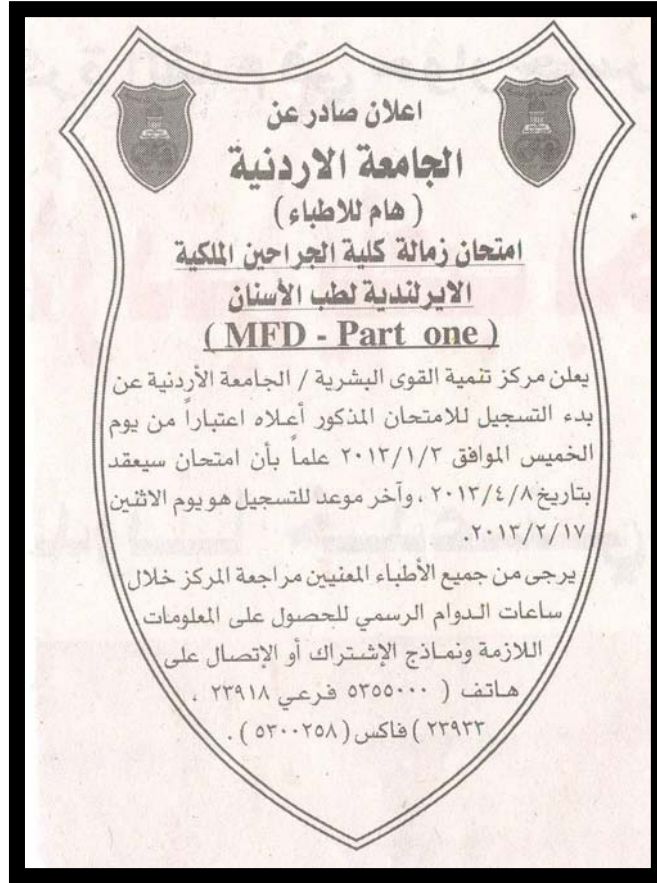 اعلان صادر عن
الجامعة الاردنية
( هام للاطباء )
امتحان زمالة كلية الجراحين الملكية
الايرلندية لطب الأسنان
( MFD - Part one )
يعلن مركز تنمية القوى البشرية / الجامعة الأردنية عن
بدء التسجيل للامتحان المذكور أعلاه اعتباراً من يوم
الخميس الموافق ٢٠١٣/١/٣ علماً بأن امتحان سيعقد
بتاريخ ٢٠١٣/٤/٨ ، وآخر موعد للتسجيل هو يوم الاثنين
٢٠١٣/٢/١٧.
يرجى من جميع الأطباء المعنيين مراجعة المركز خلال
ساعات الدوام الرسمي للحصول على المعلومات
اللازمة ونماذج الإشتراك أو الإتصال على
هاتف ( ٥٣٥٥٠٠٠ فرعي ٢٣٩١٨ ،
٢٣٩٣٣ ) فاكس ( ٥٣٠٠٢٥٨ ) .